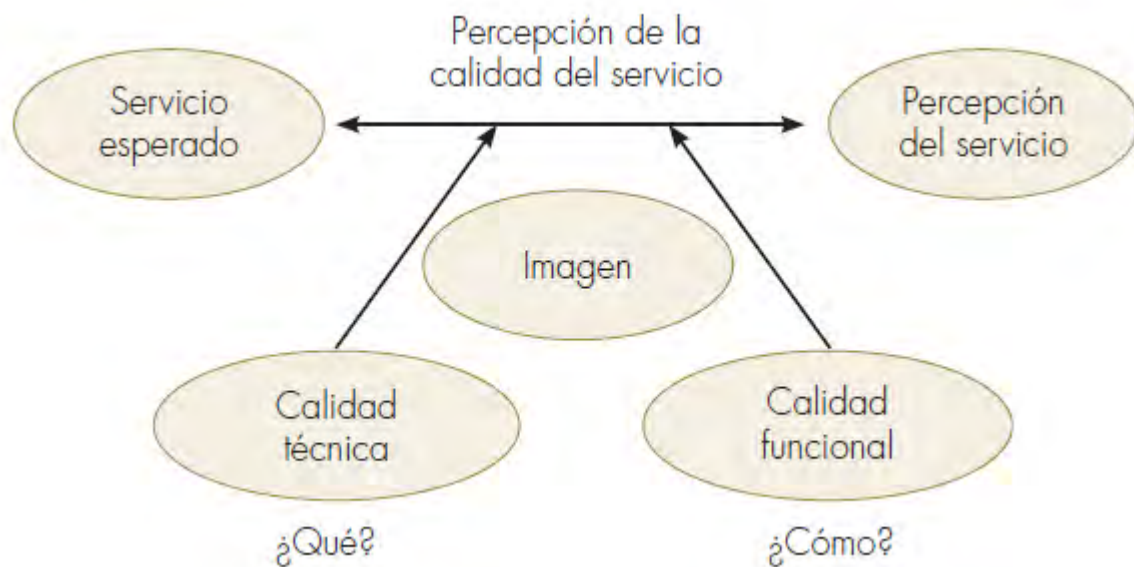 Percepción de la
calidad del servicio
Servicio
esperado
Percepción
del servicio
Imagen
Calidad
técnica
Calidad
funcional
¿Qué?
¿Cómo?